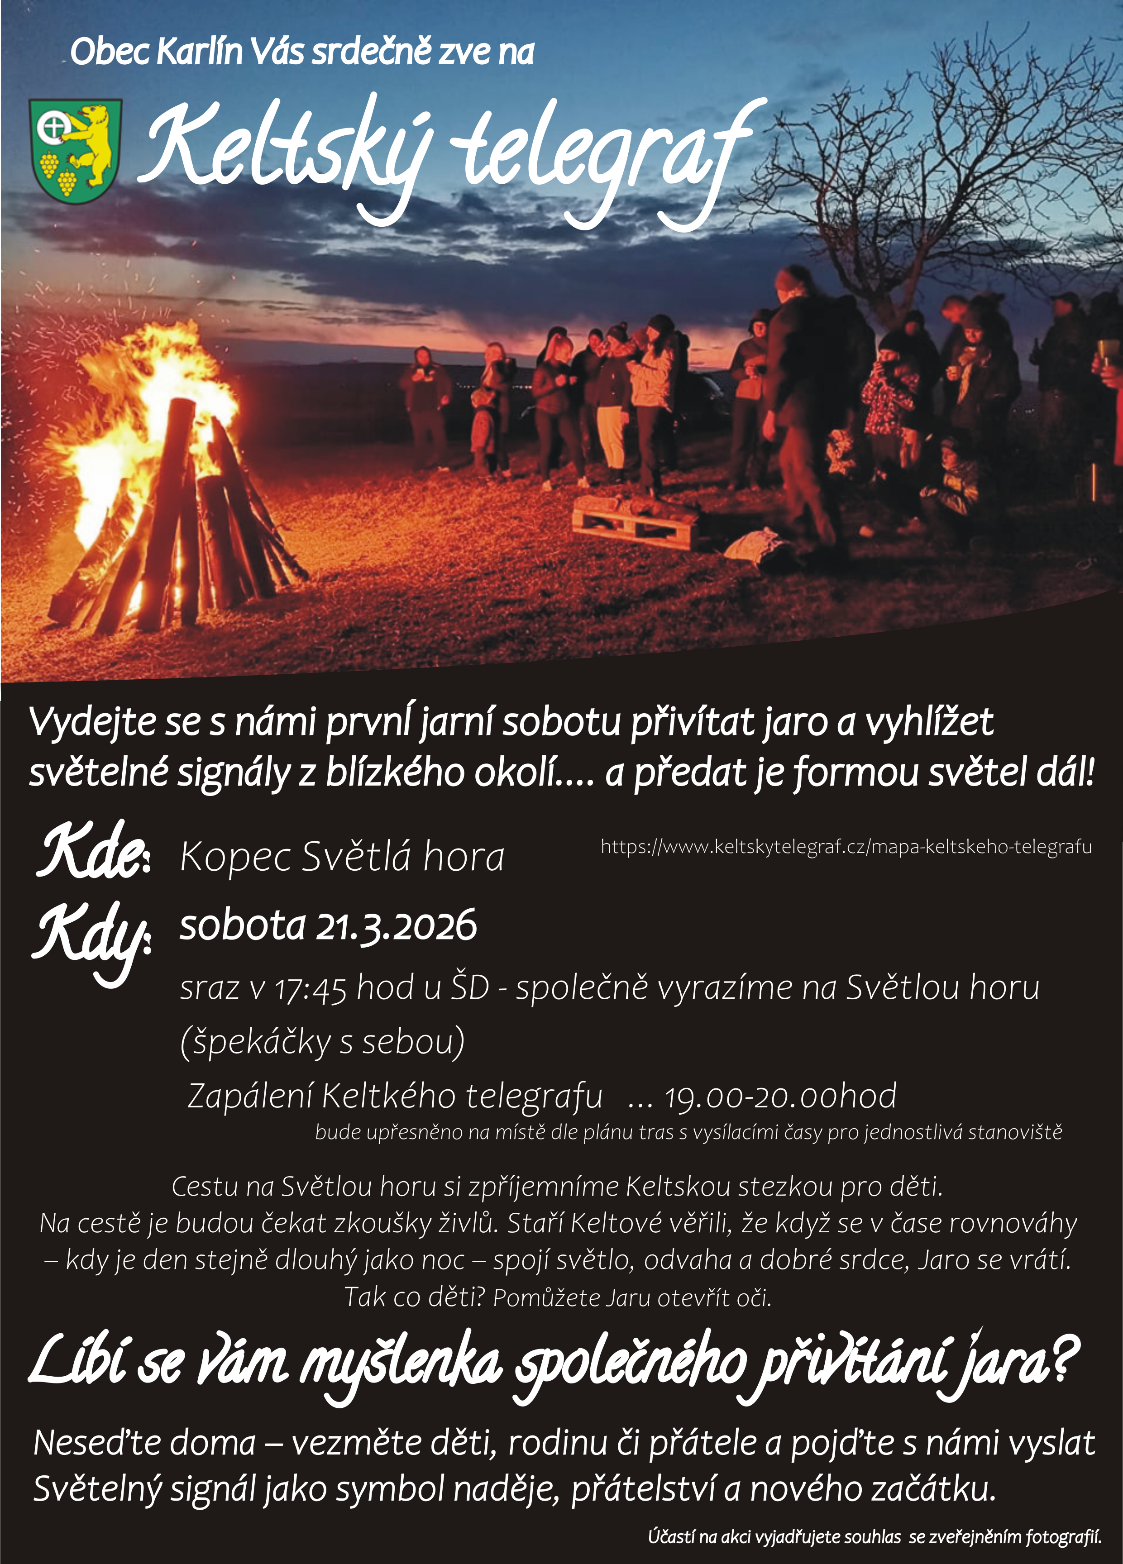 Obec Karlín Vás srdečně zve na
Keltský telegraf
Vydejte se s námi první jarní sobotu přivítat jaro a vyhlížet
světelné signály z blízkého okolí.... a předat je formou světel dál!
Kde: Kopec Světlá hora
https://www.keltskytelegraf.cz/mapa-keltskeho-telegrafu
Kdy: sobota 21.3.2026
sraz v 17:45 hod u ŠD - společně vyrazíme na Světlou horu
(špekáčky s sebou)
Zapálení Keltkého telegrafu ... 19.00-20.00hod
bude upřesněno na místě dle plánu tras s vysílacími časy pro jednostlivá stanoviště
Cestu na Světlou horu si zpříjemníme Keltskou stezkou pro děti.
Na cestě je budou čekat zkoušky živlů. Staří Keltové věřili, že když se v čase rovnováhy
– kdy je den stejně dlouhý jako noc – spojí světlo, odvaha a dobré srdce, Jaro se vrátí.
Tak co děti? Pomůžete Jaru otevřít oči.
Líbí se vám myšlenka společného přivítání jara?
Neseďte doma – vezměte děti, rodinu či přátele a pojďte s námi vyslat
Světelný signál jako symbol naděje, přátelství a nového začátku.
Účastí na akci vyjadřujete souhlas se zveřejněním fotografií.